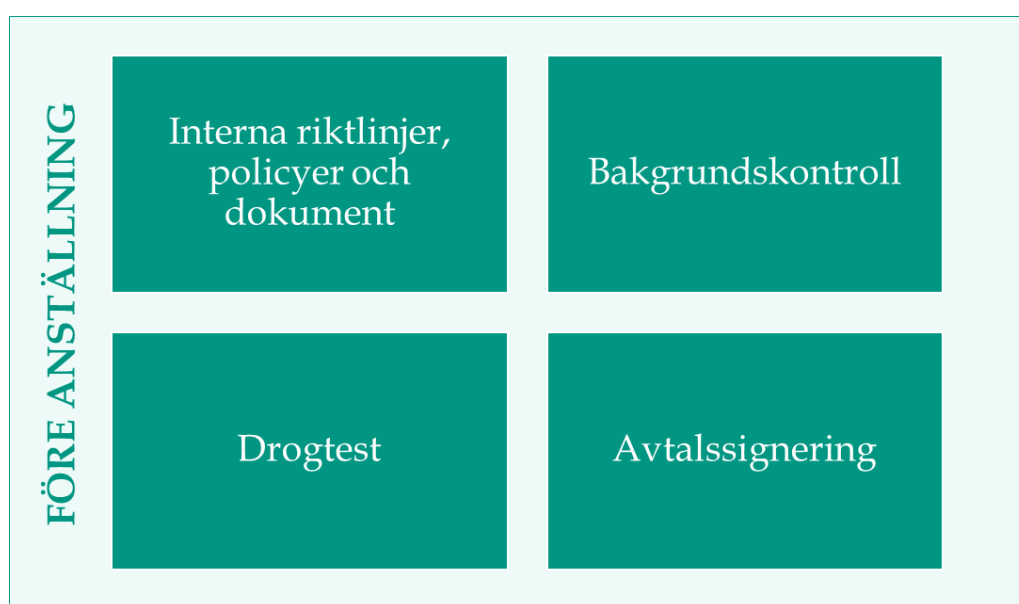 FÖRE ANSTÄLLNING
Interna riktlinjer,
policyer och
dokument
Bakgrundskontroll
Drogtest
Avtalssignering